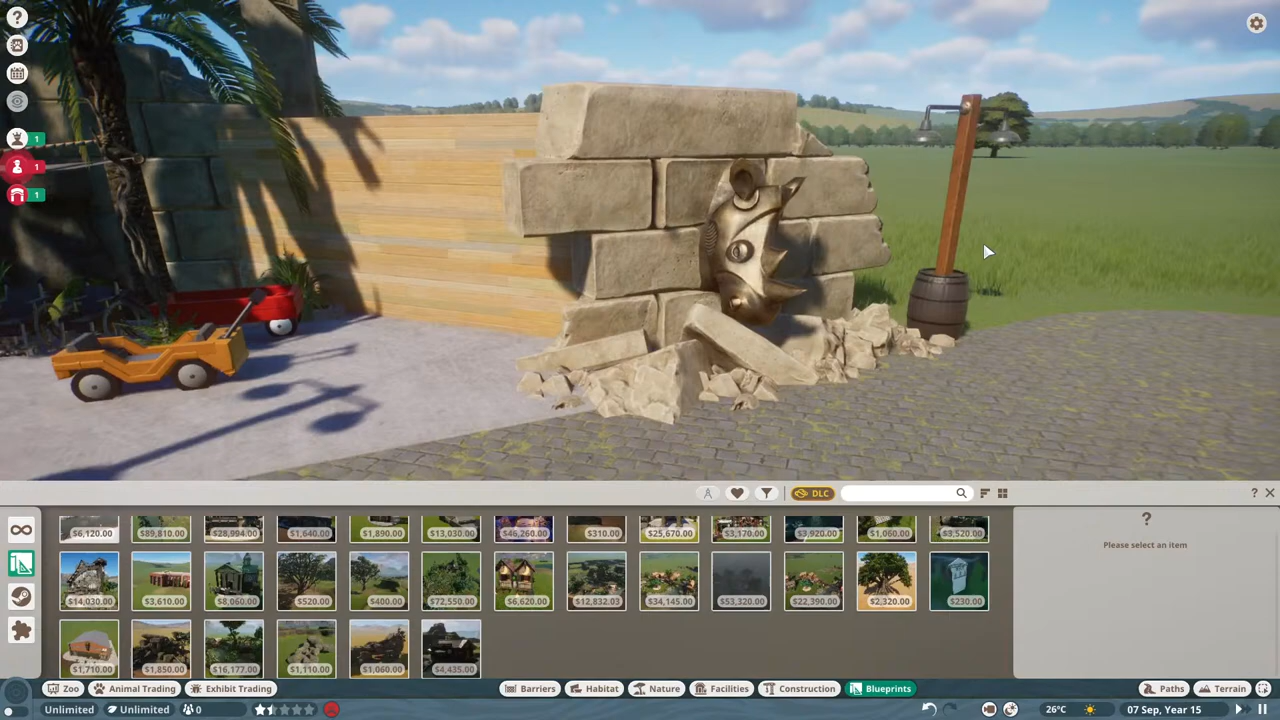 ?
1
1
1
DLC
? ×
$6,120.00 $89,810.00 $28,994.00 $1,640.00 $1,890.00 $13,030.00 $46,260.00 $310.00 $25,670.00 $3,170.00 $3,920.00 $1,060.00 $3,520.00
$14,030.00 $3,610.00 $8,060.00 $520.00 $400.00 $72,550.00 $6,620.00 $12,832.03 $34,145.00 $53,320.00 $22,390.00 $2,320.00 $230.00
$1,710.00 $1,850.00 $16,177.00 $1,110.00 $1,060.00 $4,435.00
?
Please select an item
Zoo Animal Trading Exhibit Trading Barriers Habitat Nature Facilities Construction Blueprints Paths Terrain
Unlimited Unlimited 0 26°C 07 Sep, Year 15